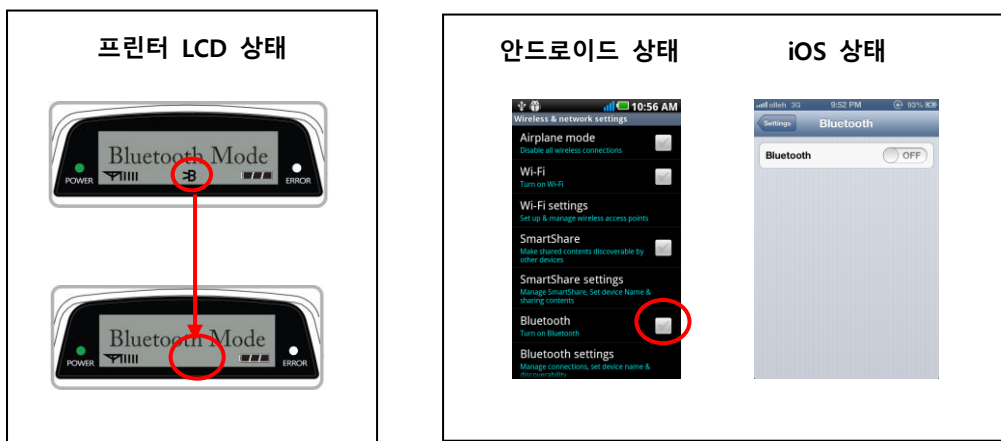 프린터 LCD 상태
Bluetooth Mode
POWER
ERROR
Bluetooth Mode
POWER
ERROR
안드로이드 상태
iOS 상태
10:56 AM
Wireless & network settings
Airplane mode
Disable all wireless connections
Wi-Fi
Turn on Wi-Fi
Wi-Fi settings
Set up & manage wireless access points
SmartShare
Make shared contents discoverable by
other devices
SmartShare settings
Manage SmartShare, Set device Name &
sharing contents
Bluetooth
Turn on Bluetooth
Bluetooth settings
Manage connections, set device name &
discoverability
olleh 3G 9:52 PM 93%
Settings Bluetooth
Bluetooth OFF